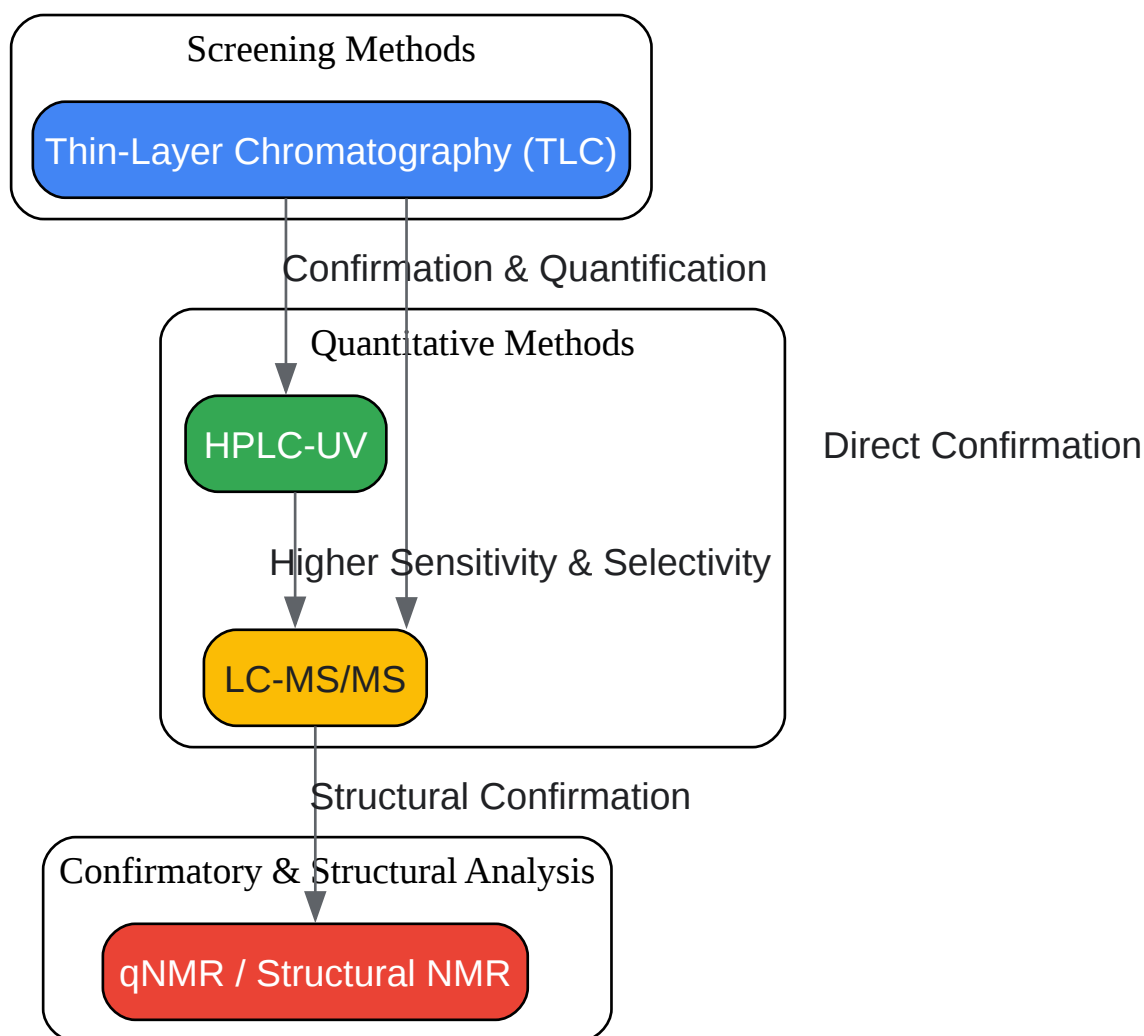 Screening Methods
Thin-Layer Chromatography (TLC)
Confirmation & Quantification
Quantitative Methods
HPLC-UV
Direct Confirmation
Higher Sensitivity & Selectivity
LC-MS/MS
Structural Confirmation
Confirmatory & Structural Analysis
qNMR / Structural NMR